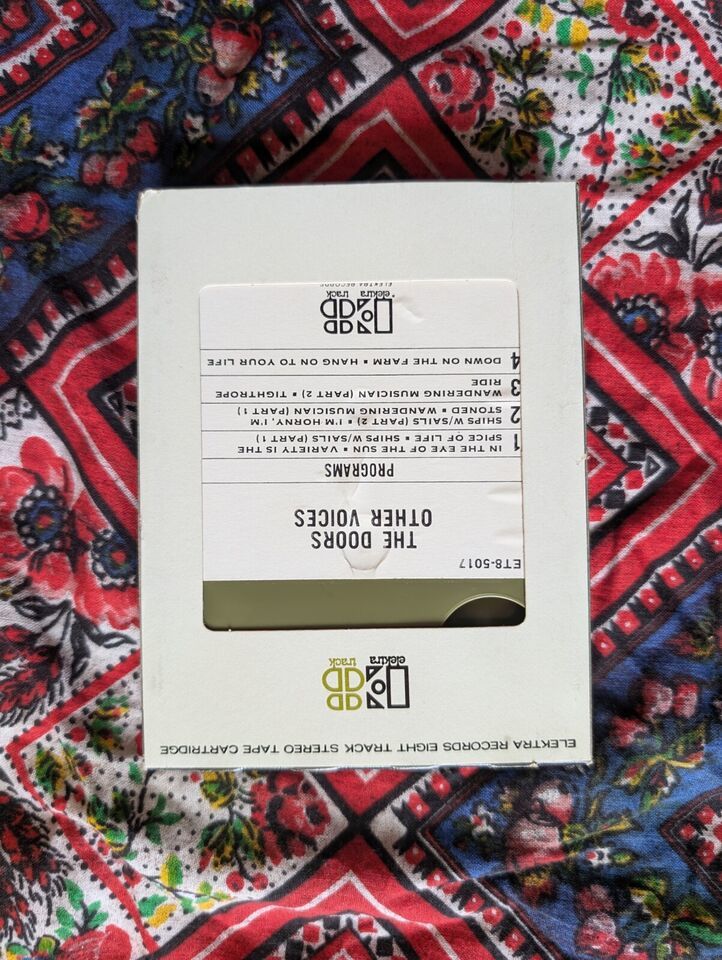 ELEKTRA RECORDS EIGHT TRACK STEREO TAPE CARTRIDGE
elektra
track
ET8-5017
THE DOORS
OTHER VOICES
PROGRAMS
1 IN THE EYE OF THE SUN ▪ VARIETY IS THE
SPICE OF LIFE ▪ SHIPS W/SAILS (PART 1)
2 SHIPS W/SAILS (PART 2) ▪ I'M HORNY, I'M
STONED ▪ WANDERING MUSICIAN (PART 1)
3 WANDERING MUSICIAN (PART 2) ▪ TIGHTROPE
RIDE
4 DOWN ON THE FARM ▪ HANG ON TO YOUR LIFE
elektra
track
ELEKTRA RECORDS